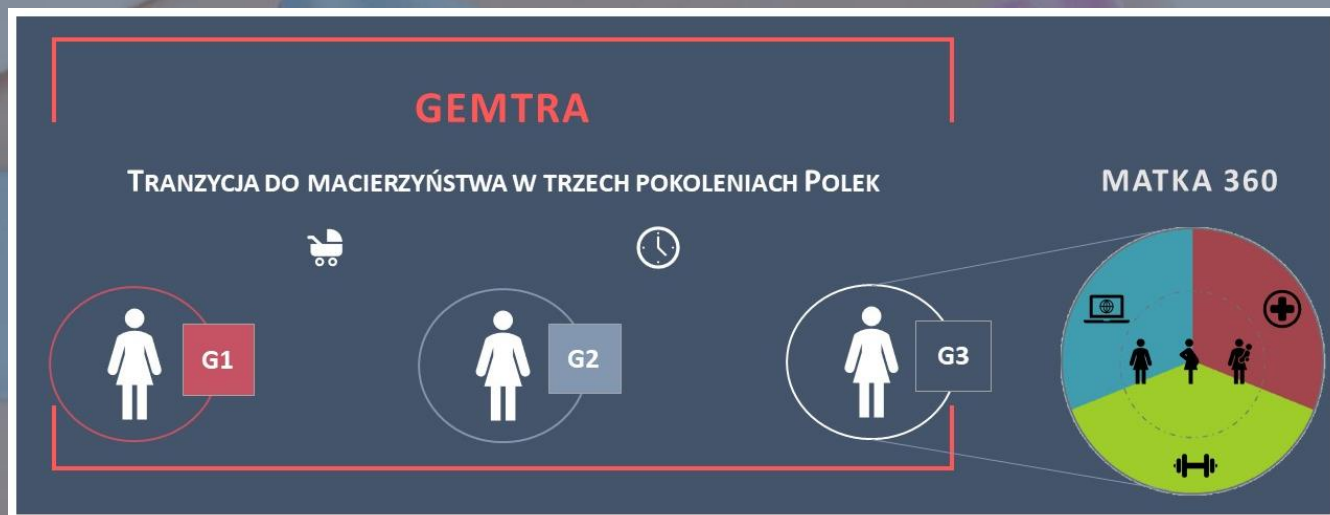 GEMTRA
TRANZYCJA DO MACIERZYŃSTWA W TRZECH POKOLENIACH POLEK
MATKA 360
G1
G2
G3